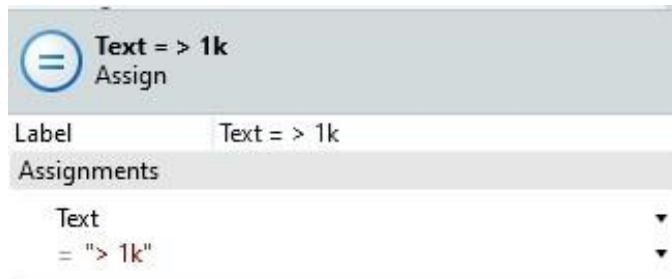 Text = > 1k
Assign
Label Text = > 1k
Assignments
Text
= "> 1k"